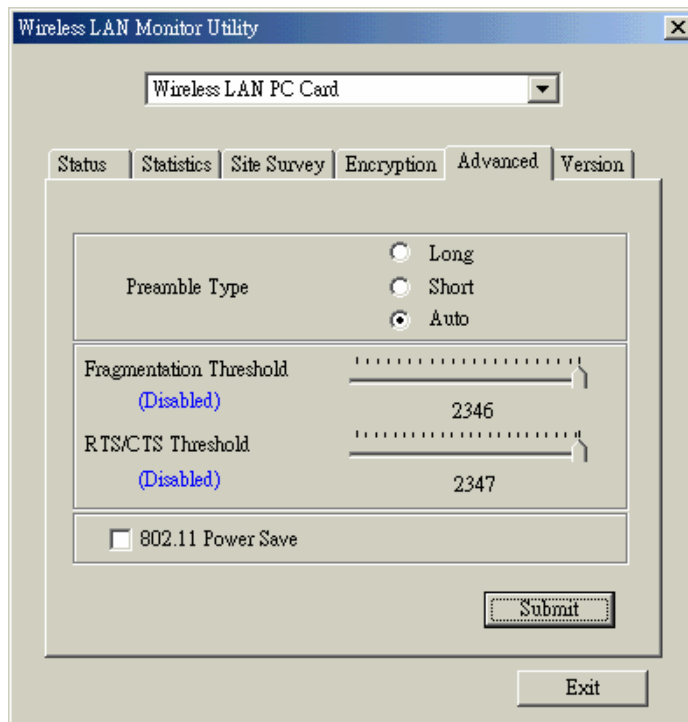 Wireless LAN Monitor Utility
Wireless LAN PC Card
Status Statistics Site Survey Encryption Advanced Version
Preamble Type
Long
Short
Auto
Fragmentation Threshold
(Disabled)
2346
RTS/CTS Threshold
(Disabled)
2347
802.11 Power Save
Submit
Exit